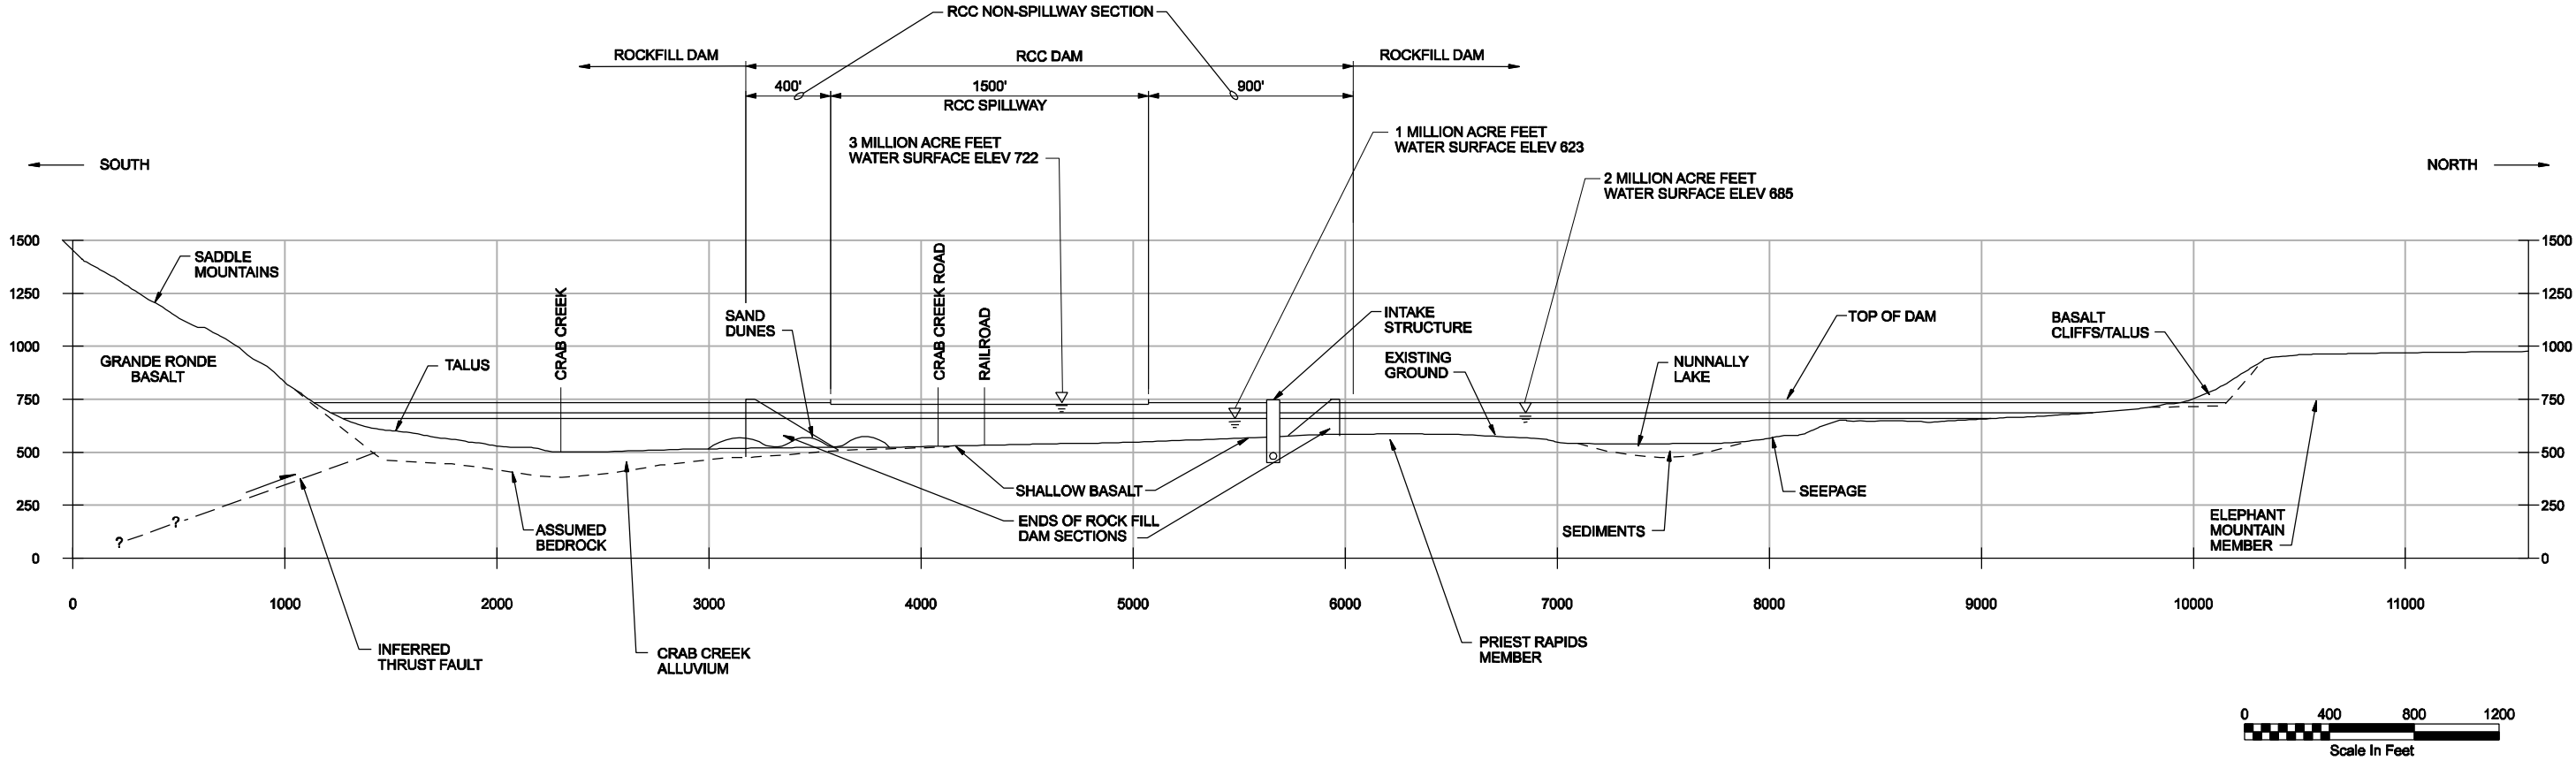 RCC NON-SPILLWAY SECTION
ROCKFILL DAM
RCC DAM
ROCKFILL DAM
400'
1500'
900'
RCC SPILLWAY
3 MILLION ACRE FEET
WATER SURFACE ELEV 722
1 MILLION ACRE FEET
WATER SURFACE ELEV 623
SOUTH
NORTH
2 MILLION ACRE FEET
WATER SURFACE ELEV 685
1500
1250
1000
750
500
250
0
1500
1250
1000
750
500
250
0
SADDLE
MOUNTAINS
GRANDE RONDE
BASALT
TALUS
CRAB CREEK
SAND
DUNES
CRAB CREEK ROAD
RAILROAD
INTAKE
STRUCTURE
EXISTING
GROUND
NUNNALLY
LAKE
TOP OF DAM
BASALT
CLIFFS/TALUS
SHALLOW BASALT
SEEPAGE
ENDS OF ROCK FILL
DAM SECTIONS
SEDIMENTS
ELEPHANT
MOUNTAIN
MEMBER
ASSUMED
BEDROCK
?
?
0
1000
2000
3000
4000
5000
6000
7000
8000
9000
10000
11000
INFERRED
THRUST FAULT
CRAB CREEK
ALLUVIUM
PRIEST RAPIDS
MEMBER
0 400 800 1200
Scale In Feet